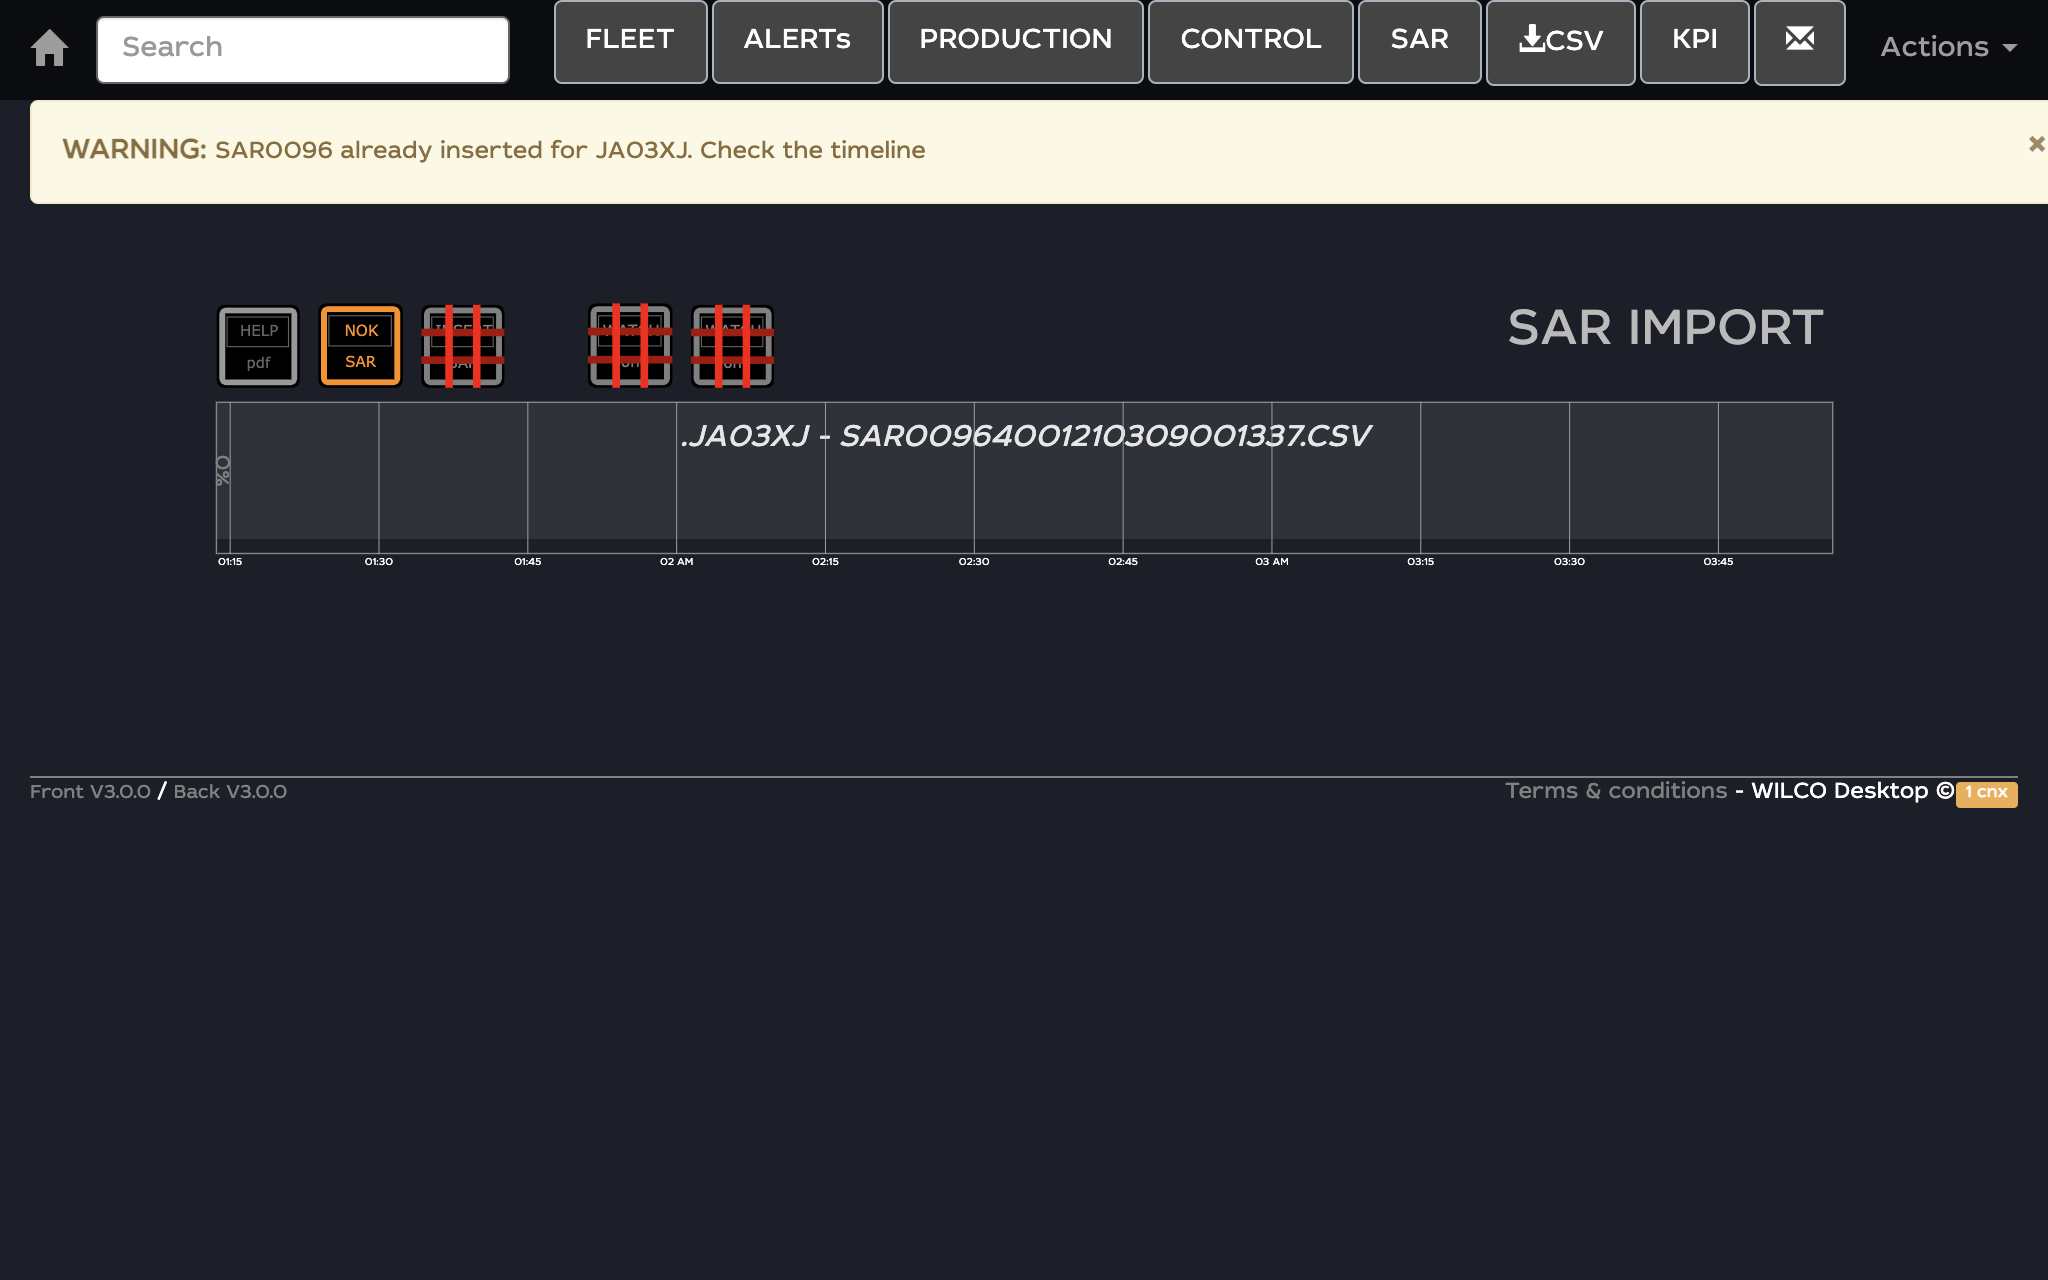 Search
FLEET
ALERTs
PRODUCTION
CONTROL
SAR
CSV
KPI
Actions
WARNING: SAR0096 already inserted for JA03XJ. Check the timeline
HELP
pdf
NOK
SAR
SAR IMPORT
.JA03XJ - SAR00964001210309001337.CSV
%0
01:15 01:30 01:45 02 AM 02:15 02:30 02:45 03 AM 03:15 03:30 03:45
Front V3.0.0 / Back V3.0.0
Terms & conditions - WILCO Desktop © 1 cnx